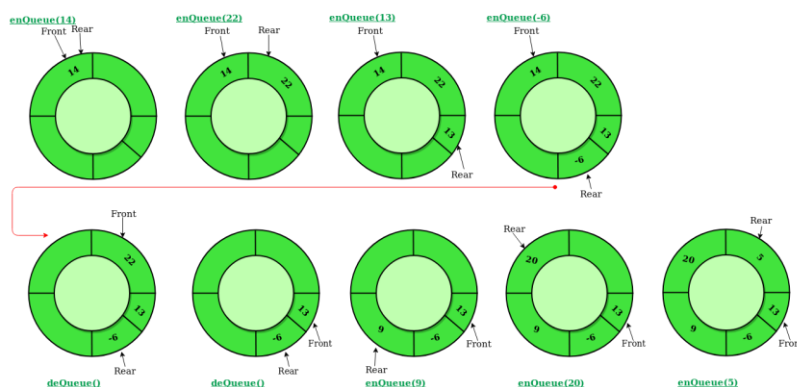 enQueue(14)
enQueue(22)
enQueue(13)
enQueue(-6)
Front
Rear
Front
Rear
Front
Front
14
14
22
14
22
14
22
13
13
-6
Rear
Rear
Front
Rear
Rear
22
20
20
5
13
13
13
13
13
-6
9
-6
9
-6
9
-6
-6
Front
Front
Front
Front
Rear
Rear
Rear
deQueue()
deQueue()
enQueue(9)
enQueue(20)
enQueue(5)